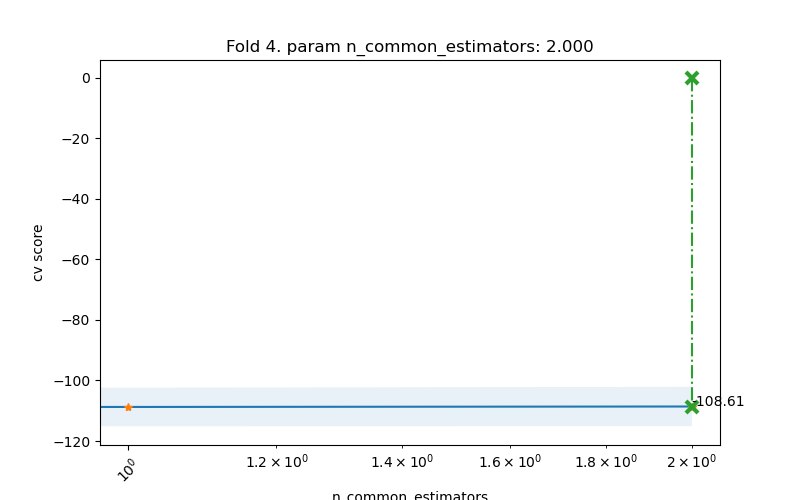 Fold 4. param n_common_estimators: 2.000
cv score
0
−20
−40
−60
−80
−100
−120
-108.61
10⁰
1.2 × 10⁰
1.4 × 10⁰
1.6 × 10⁰
1.8 × 10⁰
2 × 10⁰
n_common_estimators